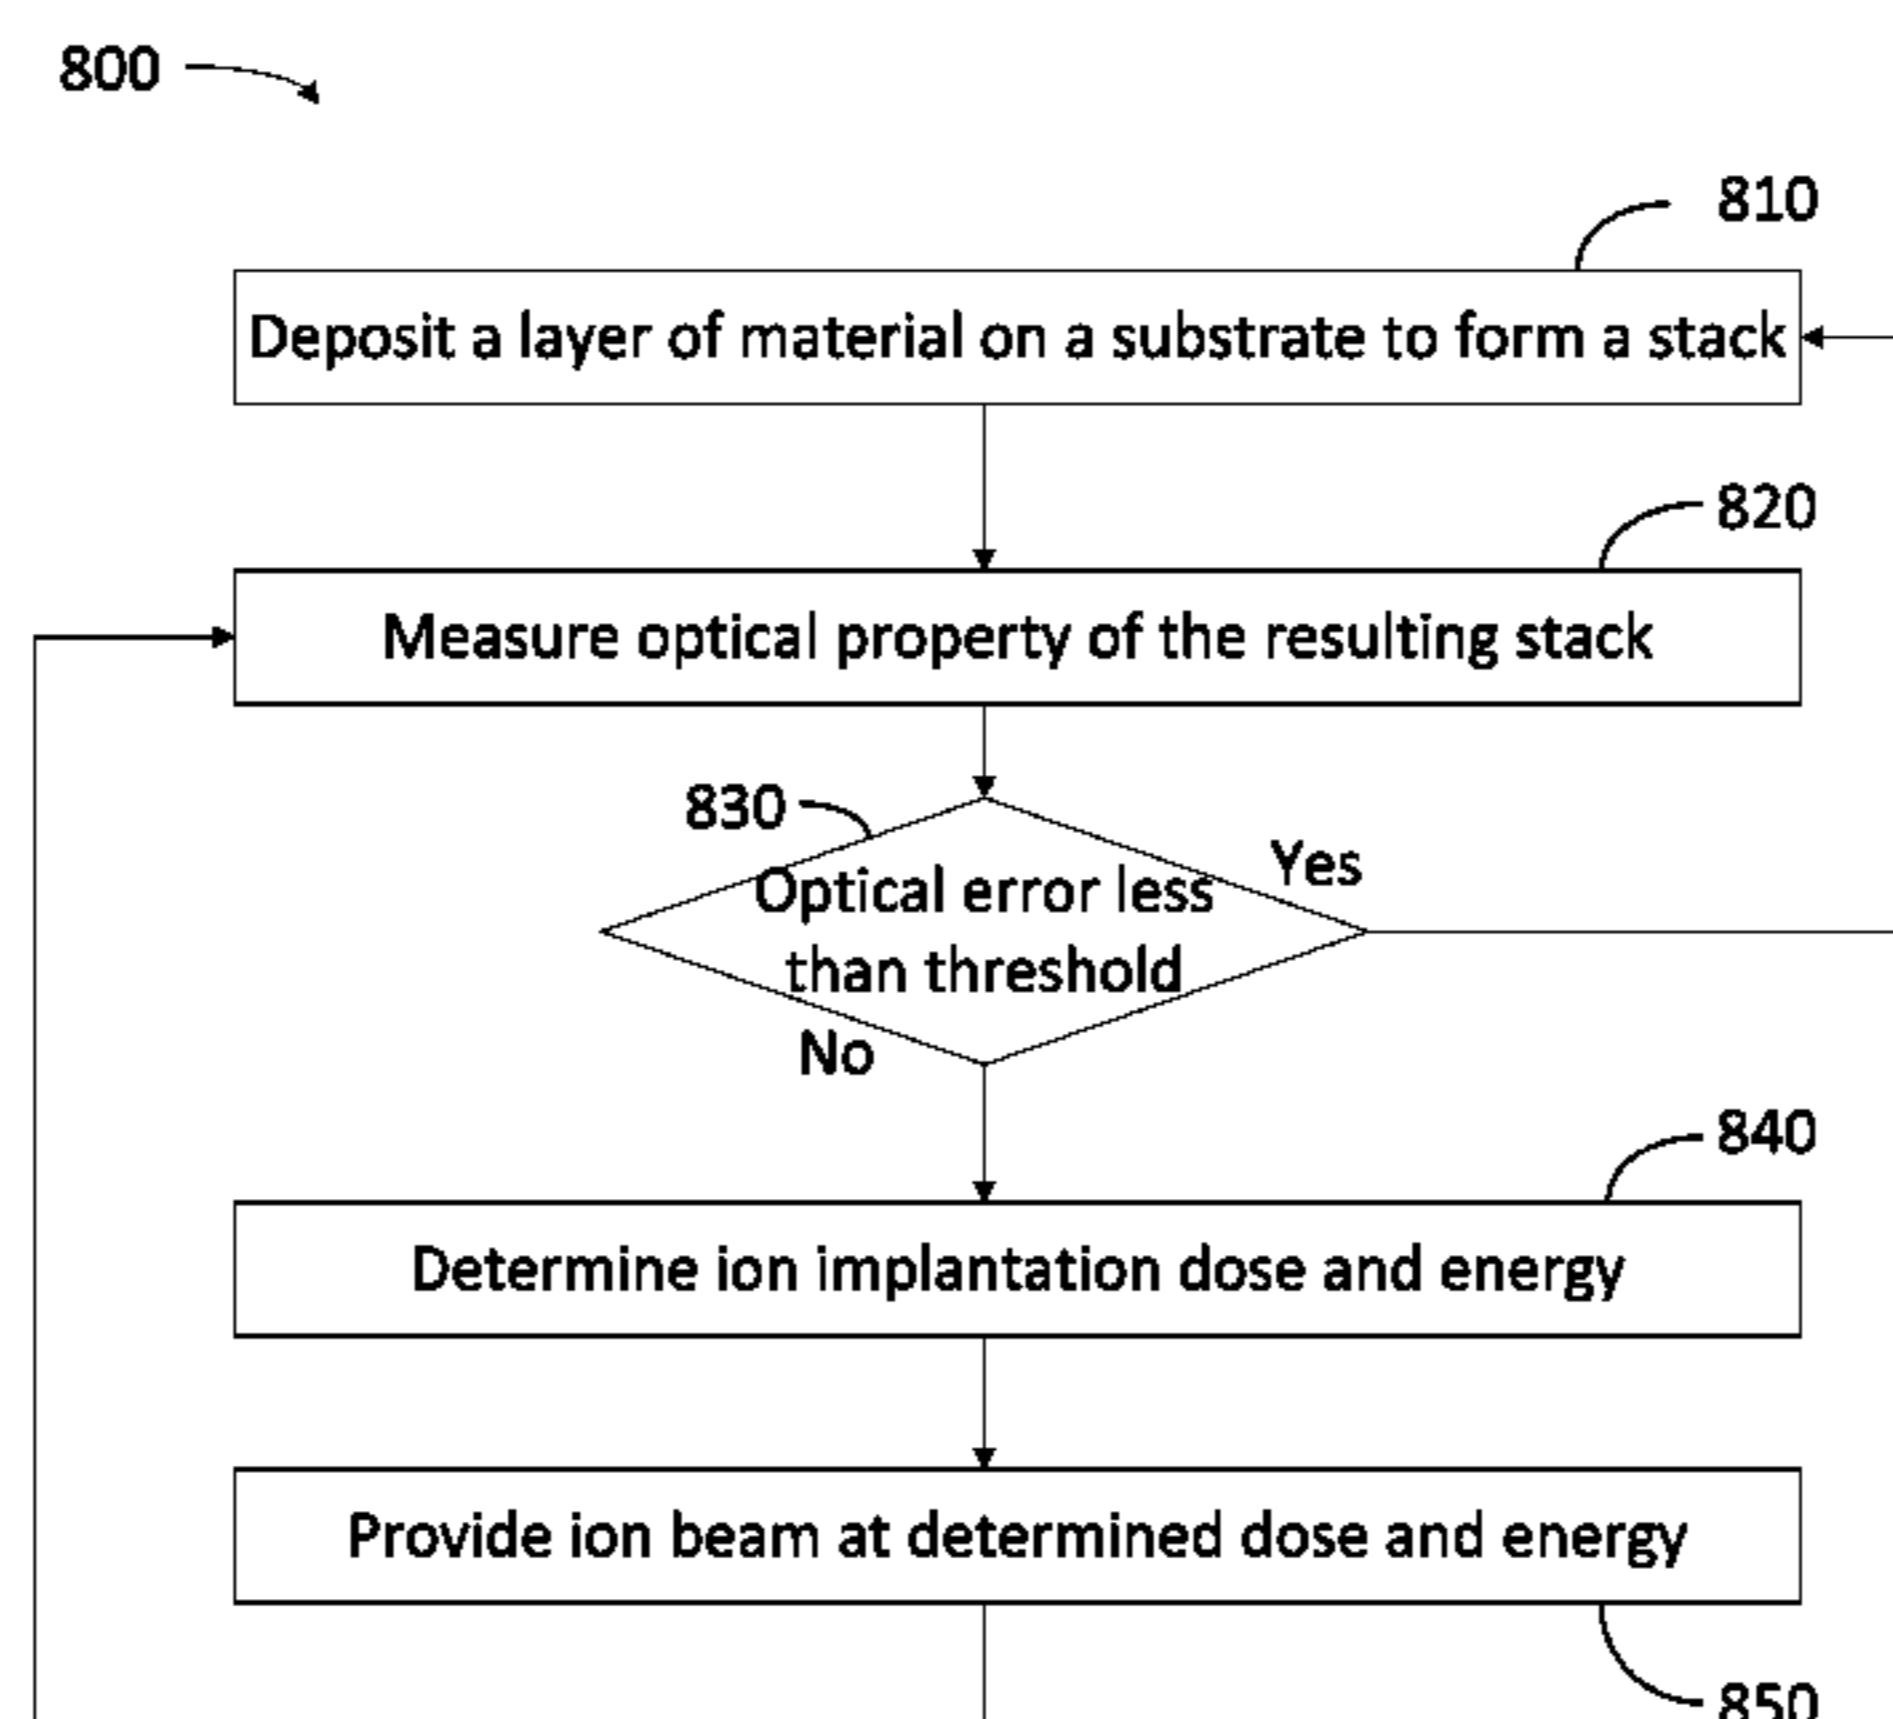 800
810
Deposit a layer of material on a substrate to form a stack
820
Measure optical property of the resulting stack
830
Yes
Optical error less
than threshold
No
840
Determine ion implantation dose and energy
Provide ion beam at determined dose and energy
850